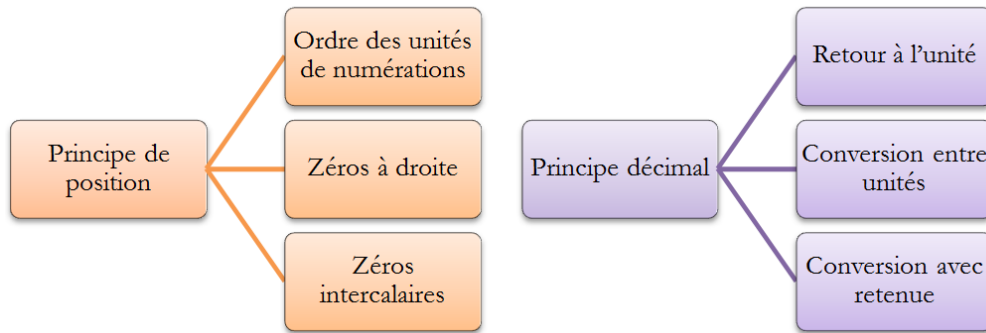 Principe de
position
Ordre des unités
de numérations
Zéros à droite
Zéros
intercalaires
Principe décimal
Retour à l'unité
Conversion entre
unités
Conversion avec
retenue